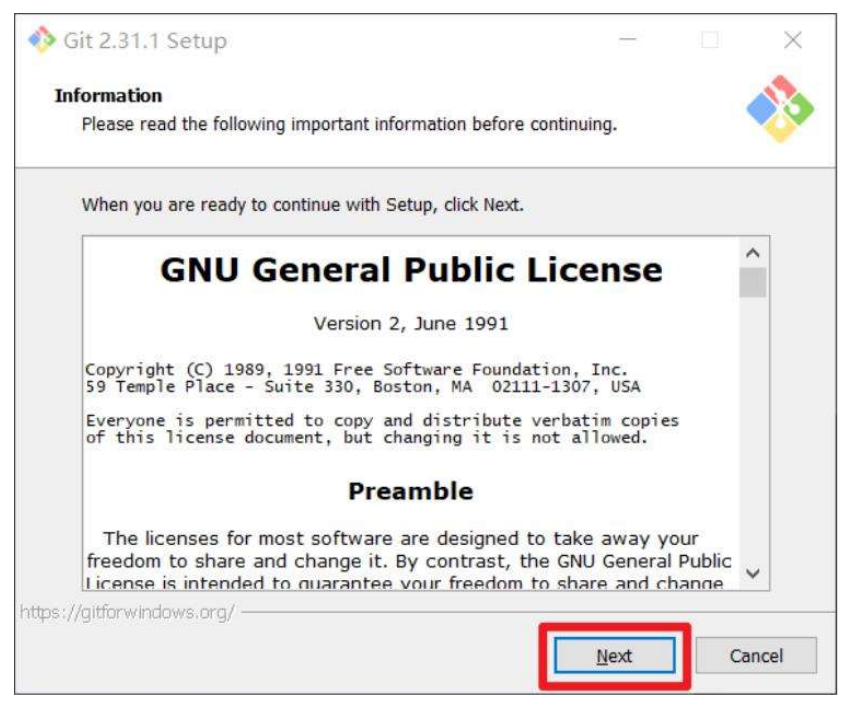 Git 2.31.1 Setup
Information
Please read the following important information before continuing.
When you are ready to continue with Setup, click Next.
GNU General Public License
Version 2, June 1991
Copyright (C) 1989, 1991 Free Software Foundation, Inc.
59 Temple Place - Suite 330, Boston, MA  02111-1307, USA
Everyone is permitted to copy and distribute verbatim copies
of this license document, but changing it is not allowed.
Preamble
The licenses for most software are designed to take away your
freedom to share and change it. By contrast, the GNU General Public
License is intended to guarantee your freedom to share and change
https://gitforwindows.org/
Next
Cancel